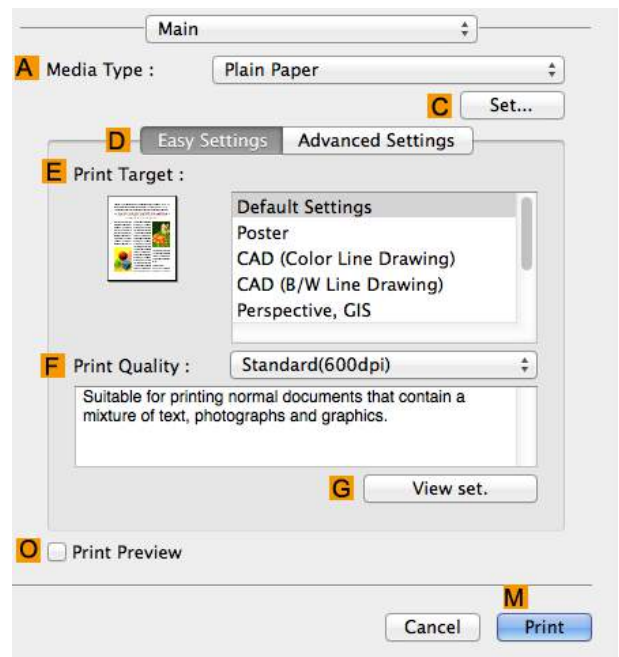 Main
A Media Type : Plain Paper
C Set...
D Easy Settings Advanced Settings
E Print Target :
Default Settings
Poster
CAD (Color Line Drawing)
CAD (B/W Line Drawing)
Perspective, GIS
F Print Quality : Standard(600dpi)
Suitable for printing normal documents that contain a
mixture of text, photographs and graphics.
G View set.
O Print Preview
M
Cancel Print